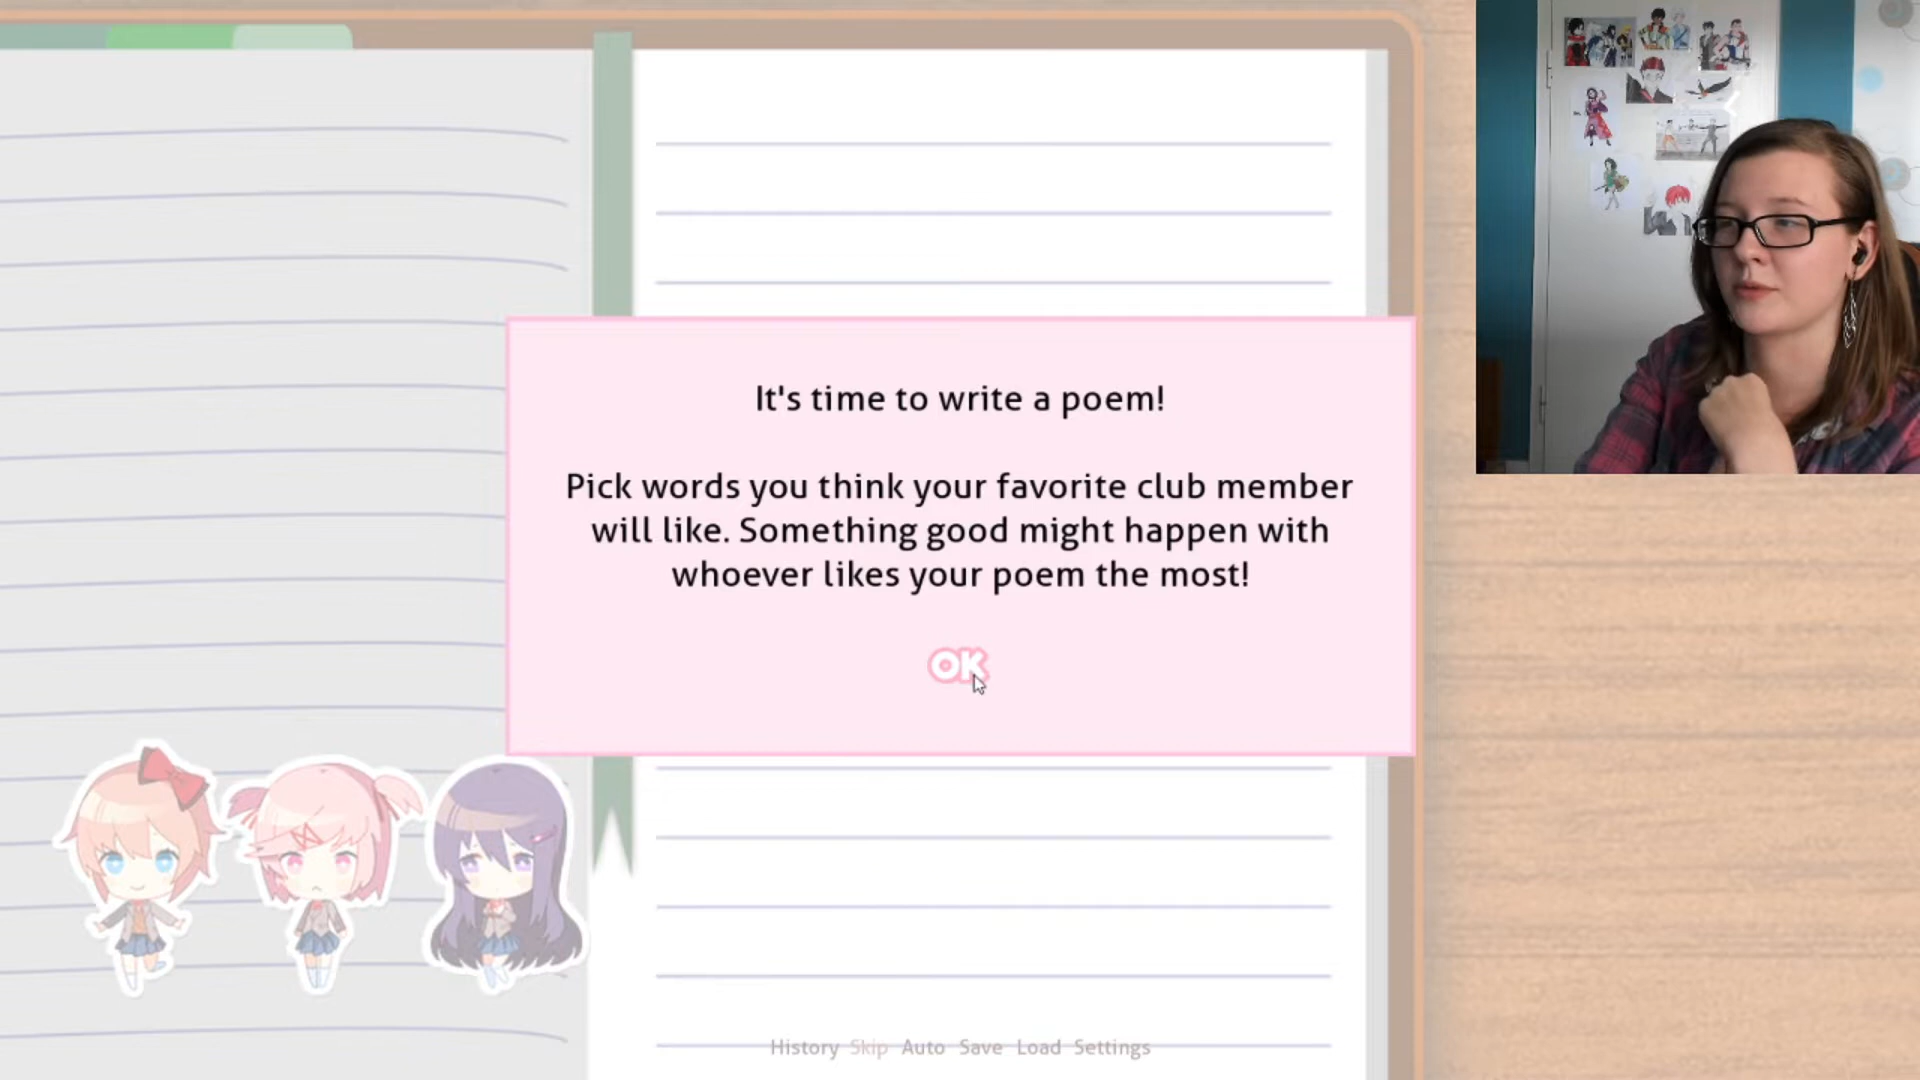 It's time to write a poem!
Pick words you think your favorite club member
will like. Something good might happen with
whoever likes your poem the most!
OK
History Skip Auto Save Load Settings